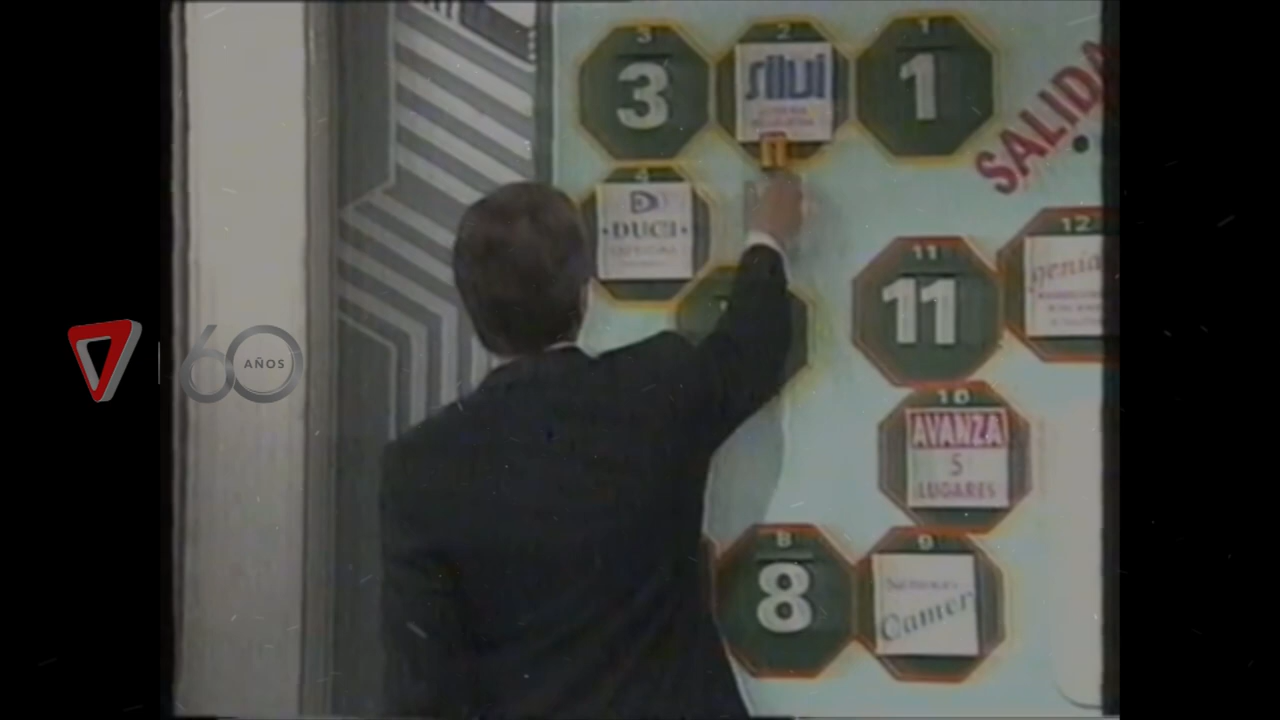 3
3
2
silvi
1
1
SALIDA
4
DUCI
11
11
12
genia
10
AVANZA
5
LUGARES
8
8
9
Camer
60
AÑOS